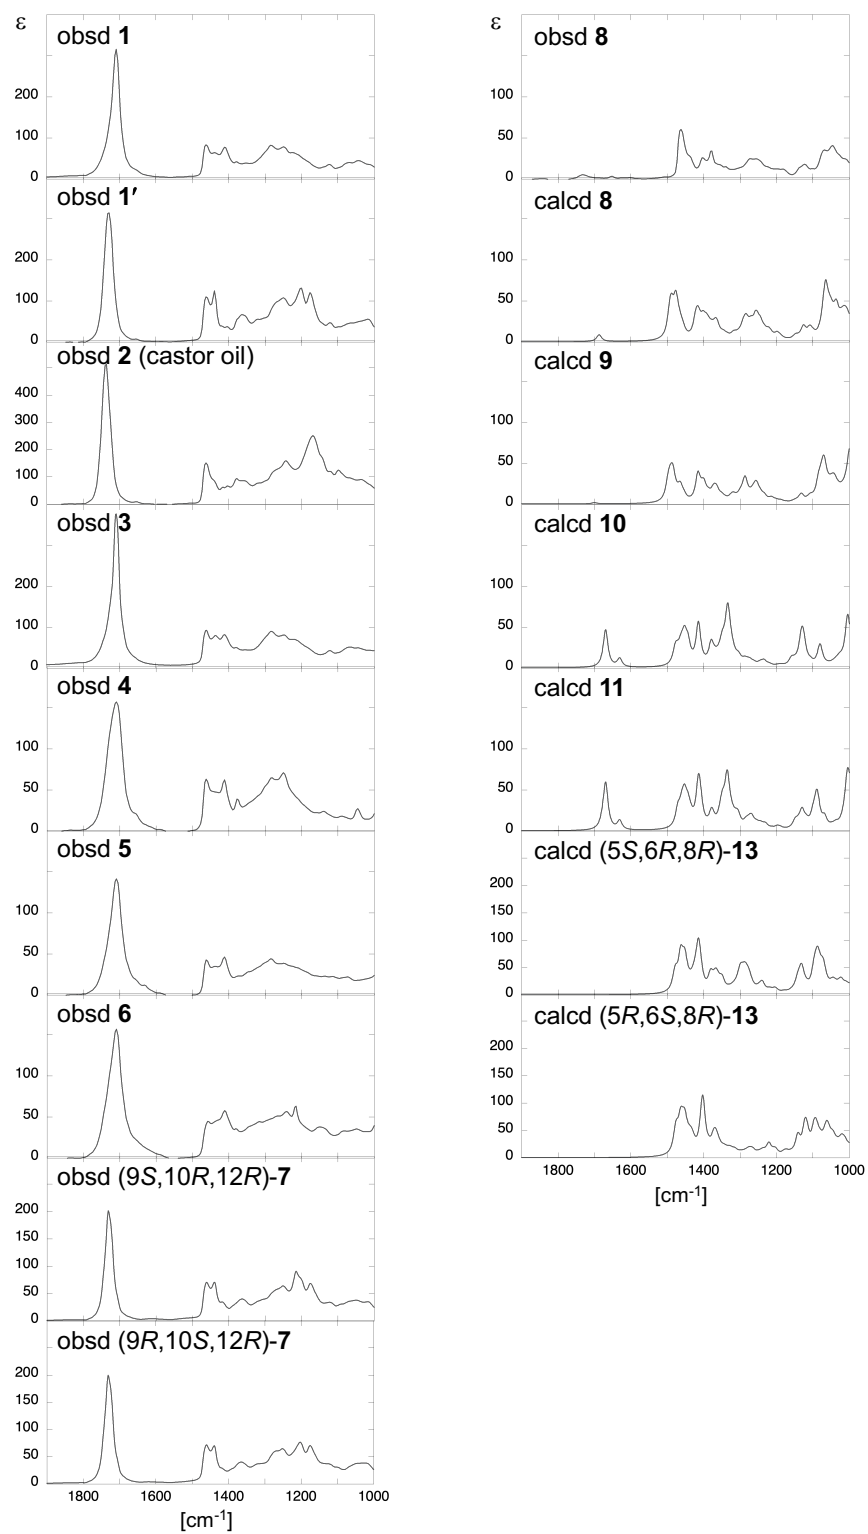 ε
obsd 1
200
100
0
obsd 1′
200
100
0
obsd 2 (castor oil)
400
300
200
100
0
obsd 3
200
100
0
obsd 4
100
50
0
obsd 5
100
50
0
obsd 6
100
50
0
obsd (9S,10R,12R)-7
200
150
100
50
0
obsd (9R,10S,12R)-7
200
150
100
50
0
1800 1600 1400 1200 1000
[cm-1]
ε
obsd 8
100
50
0
calcd 8
100
50
0
calcd 9
100
50
0
calcd 10
100
50
0
calcd 11
100
50
0
calcd (5S,6R,8R)-13
200
150
100
50
0
calcd (5R,6S,8R)-13
200
150
100
50
0
1800 1600 1400 1200 1000
[cm-1]